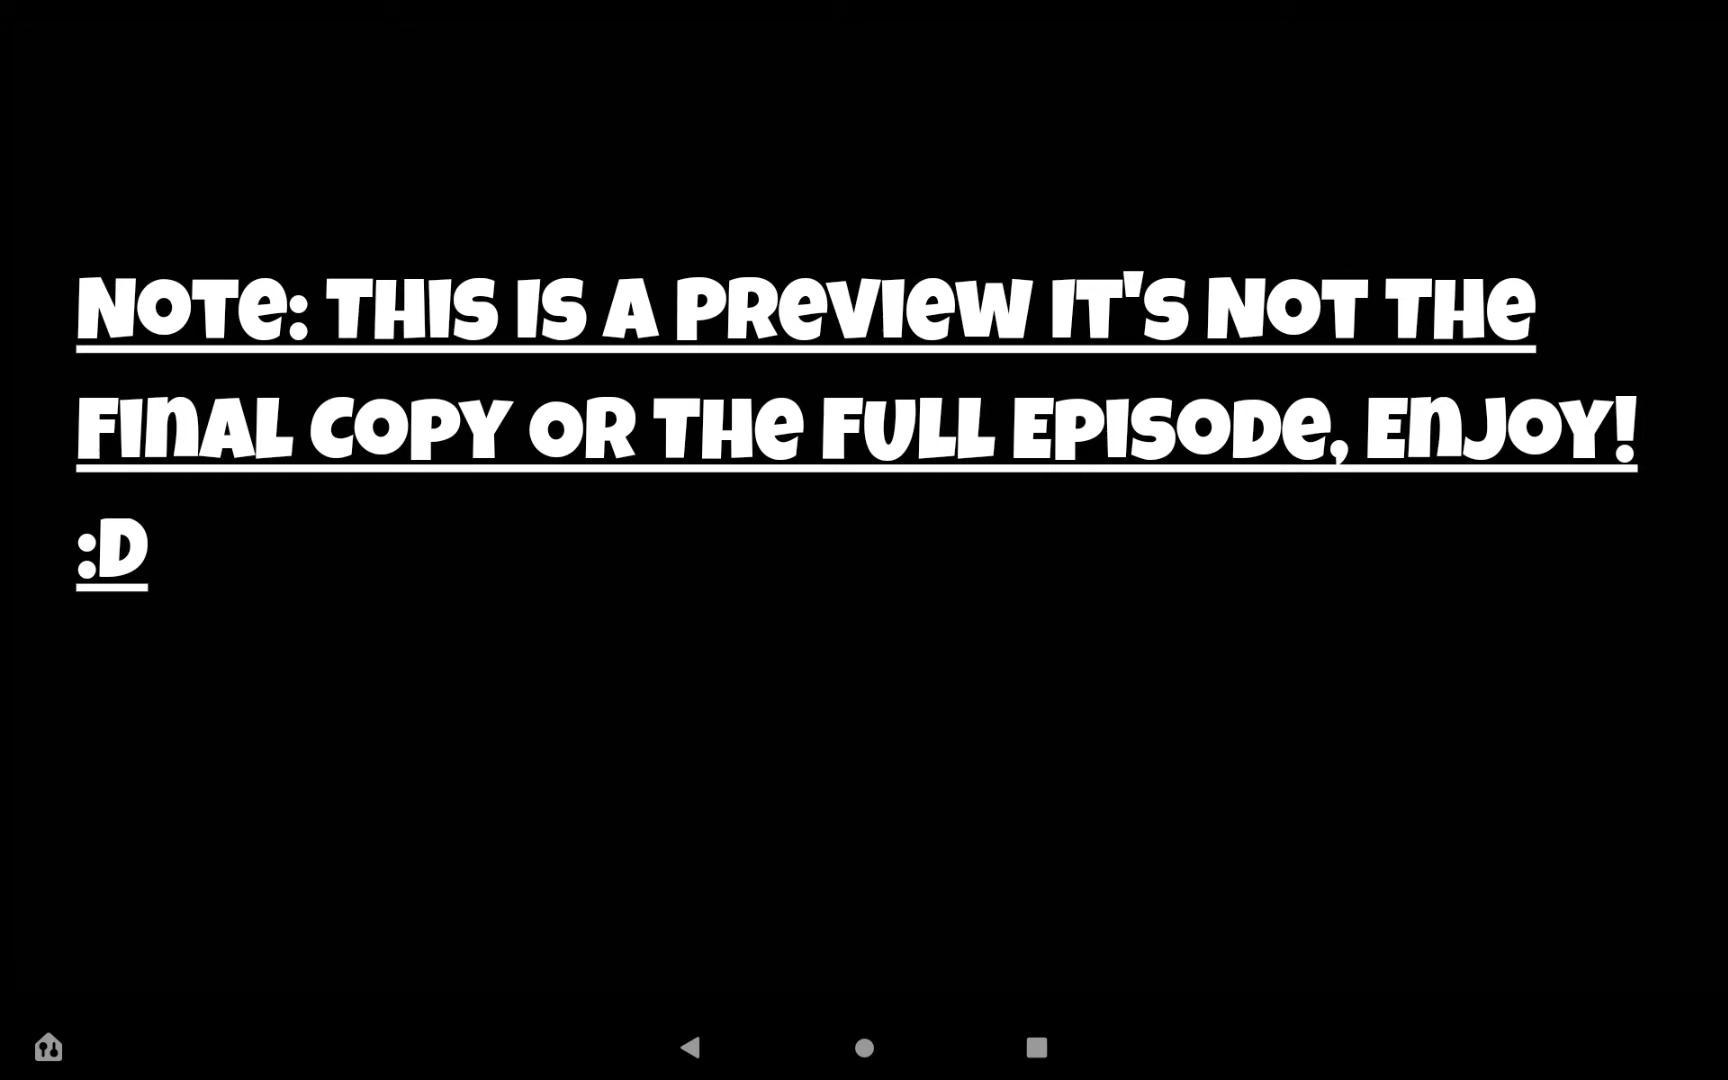 NOTE: THIS IS A PREVIEW IT'S NOT THE
FINAL COPY OR THE FULL EPISODE, ENJOY!
:D